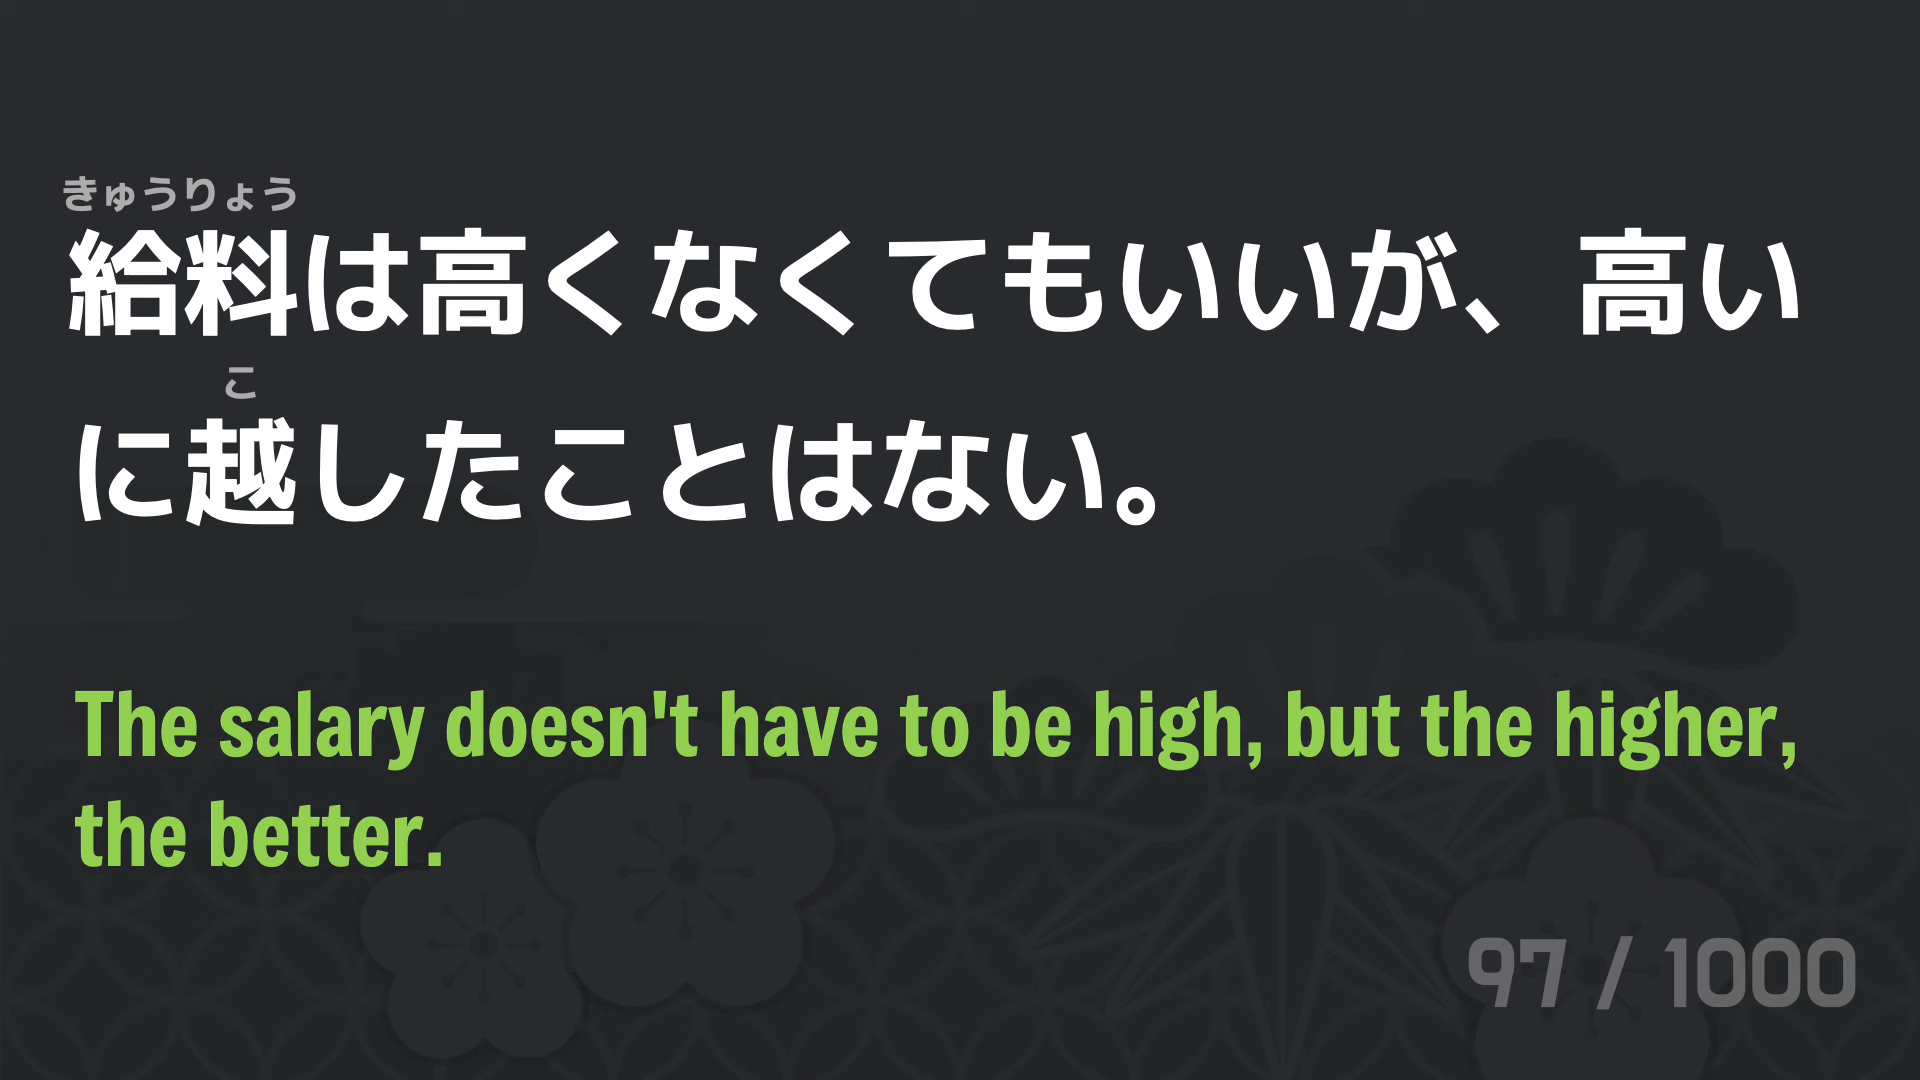 きゅうりょう
給料は高くなくてもいいが、高い
こ
に越したことはない。
The salary doesn't have to be high, but the higher,
the better.
97 / 1000